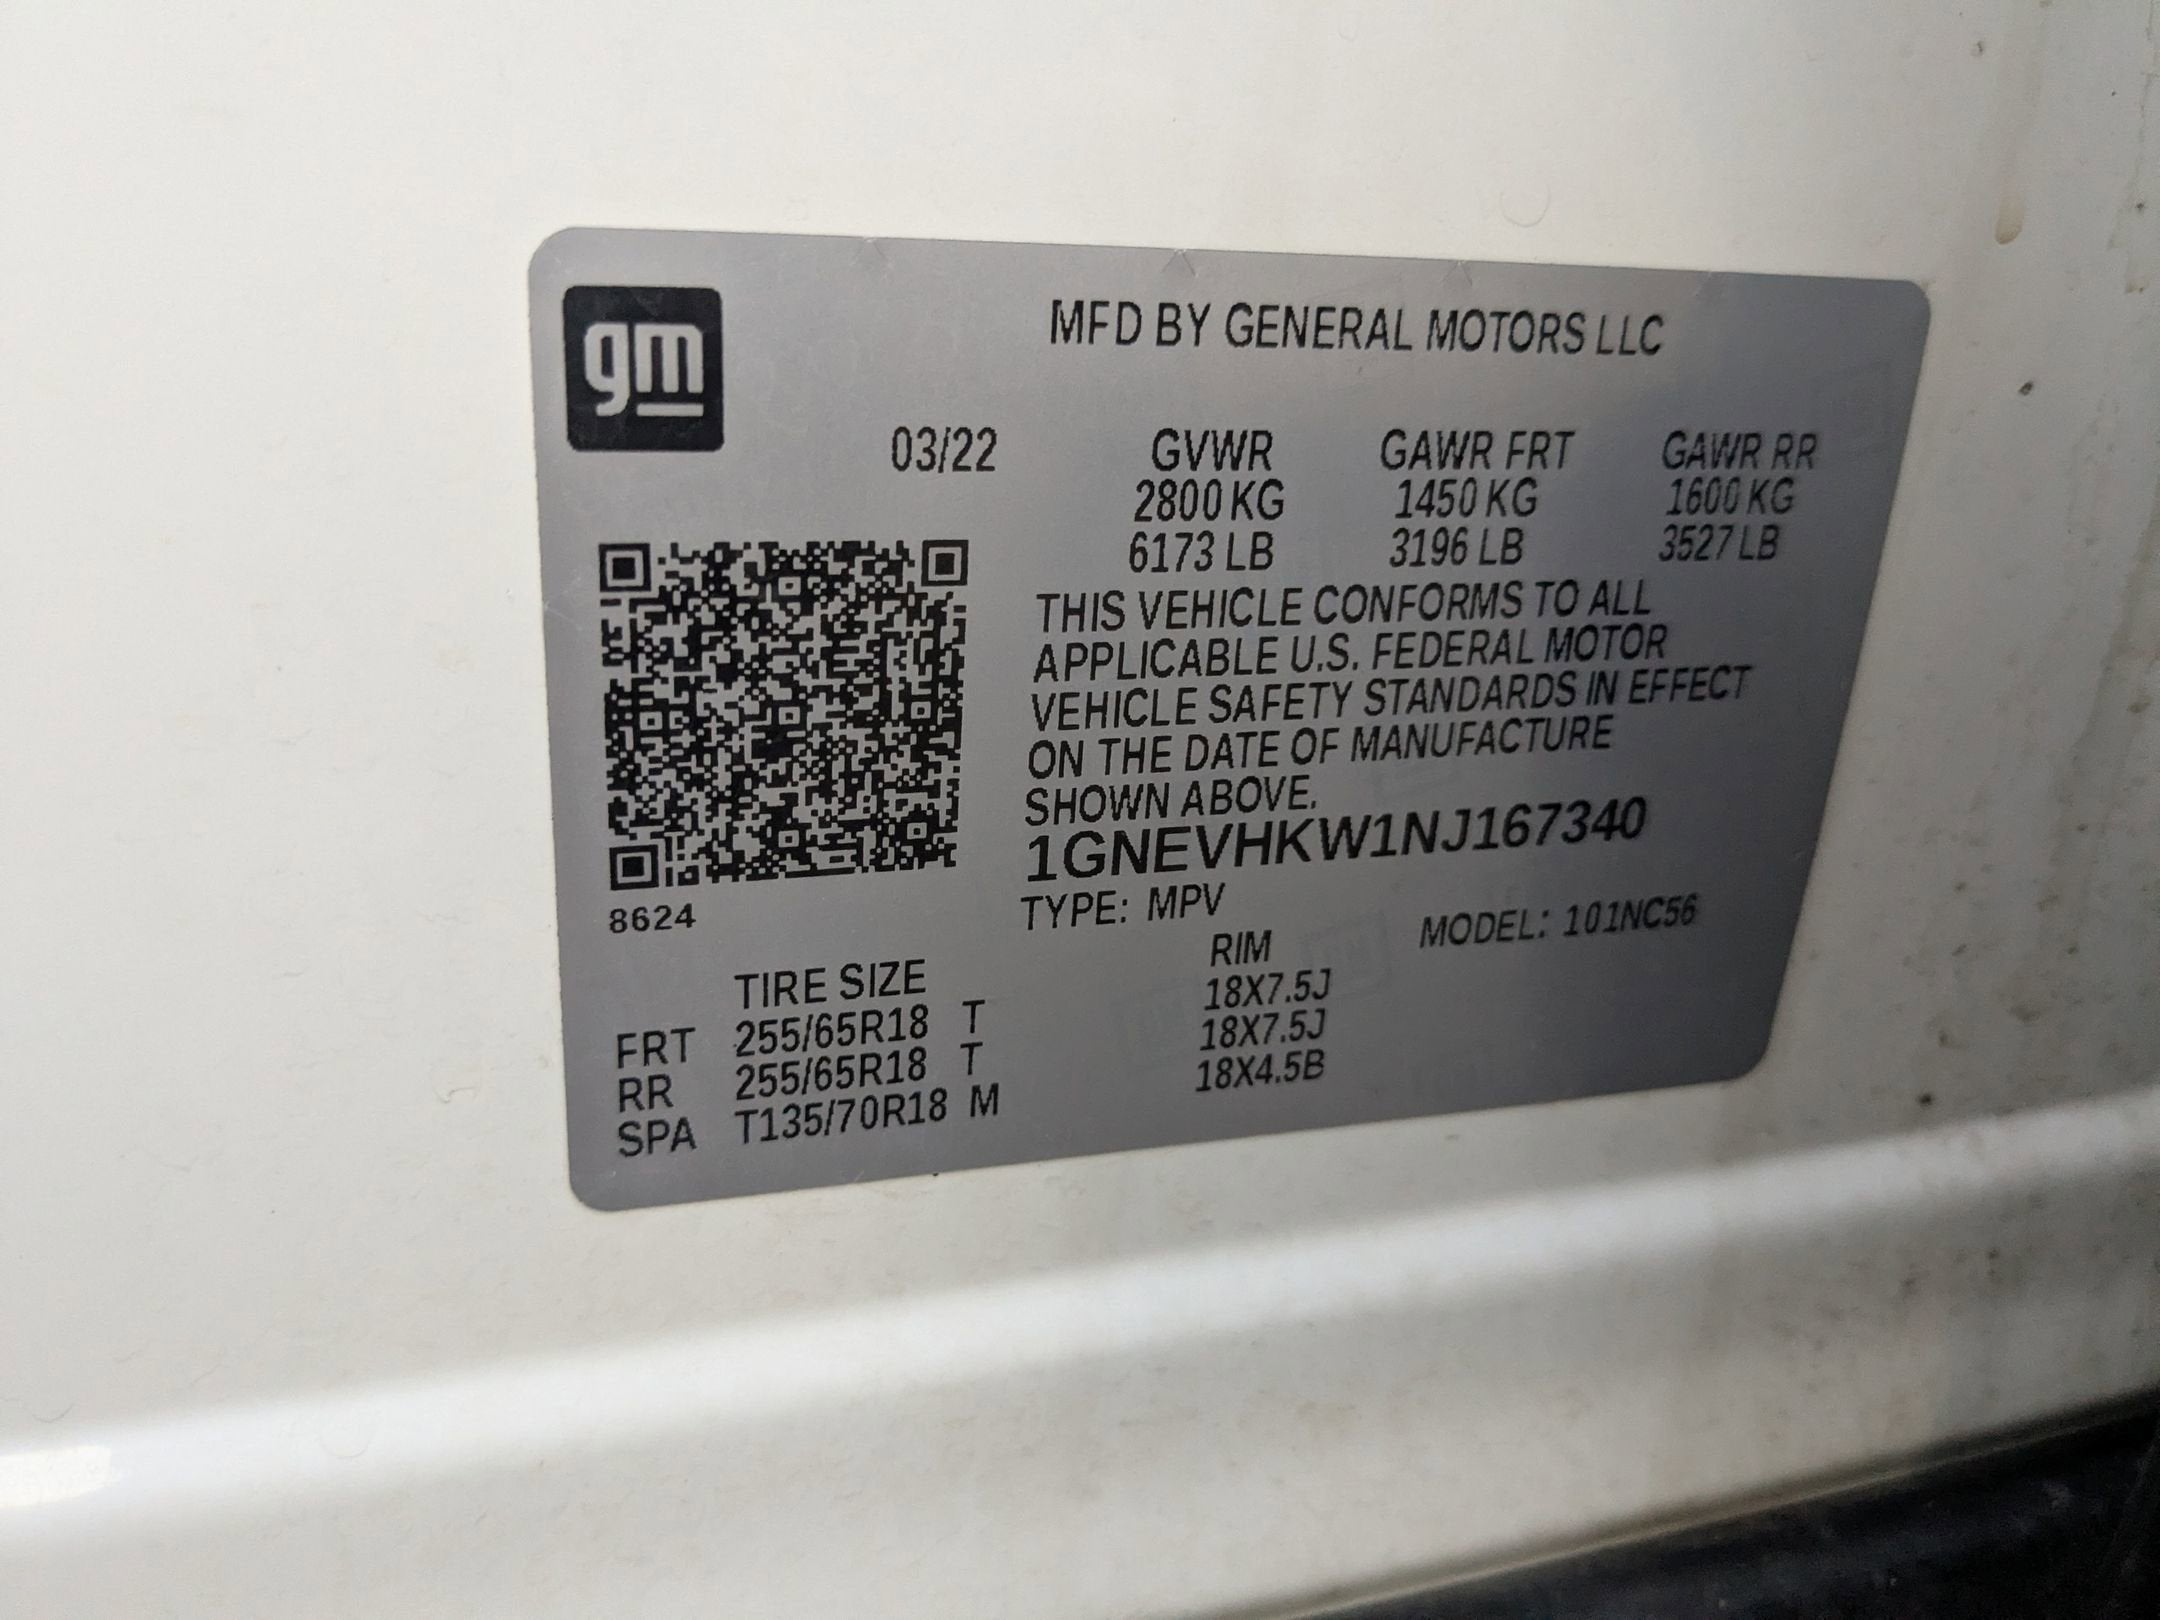 gm
MFD BY GENERAL MOTORS LLC
03/22 GVWR GAWR FRT GAWR RR
2800 KG 1450 KG 1600 KG
6173 LB 3196 LB 3527 LB
THIS VEHICLE CONFORMS TO ALL
APPLICABLE U.S. FEDERAL MOTOR
VEHICLE SAFETY STANDARDS IN EFFECT
ON THE DATE OF MANUFACTURE
SHOWN ABOVE.
1GNEVHKW1NJ167340
8624
TYPE: MPV MODEL: 101NC56
TIRE SIZE RIM
FRT 255/65R18 T 18X7.5J
RR 255/65R18 T 18X7.5J
SPA T135/70R18 M 18X4.5B